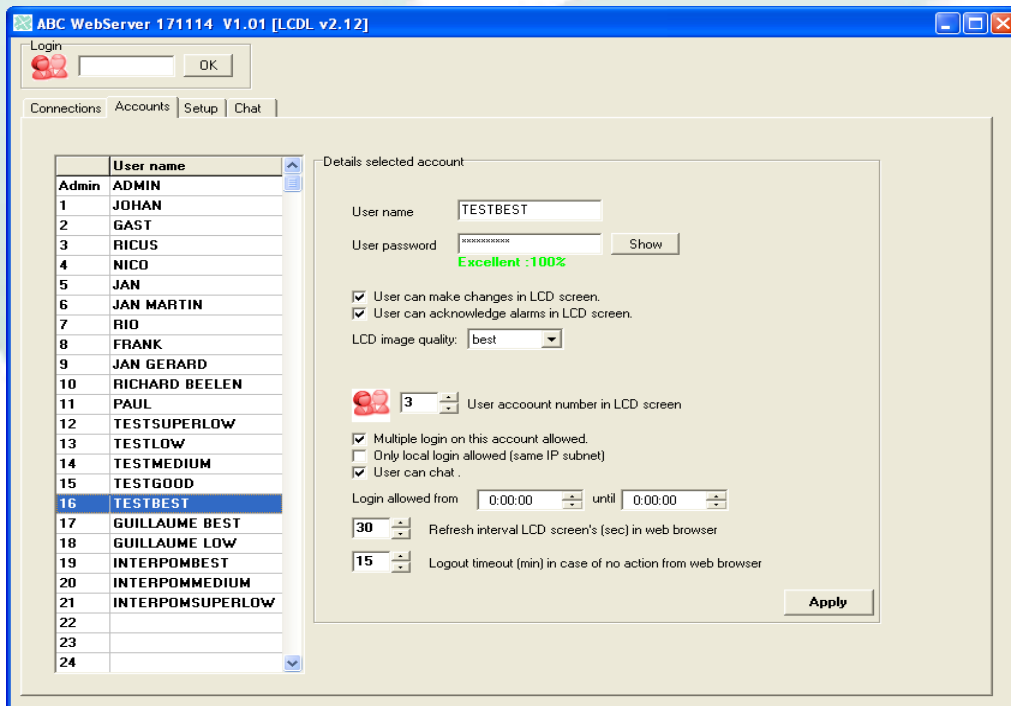 ABC WebServer 171114 V1.01 [LCDL v2.12]
Login
OK
Connections Accounts Setup Chat
User name
Admin ADMIN
1 JOHAN
2 GAST
3 RICUS
4 NICO
5 JAN
6 JAN MARTIN
7 RIO
8 FRANK
9 JAN GERARD
10 RICHARD BEELEN
11 PAUL
12 TESTSUPERLOW
13 TESTLOW
14 TESTMEDIUM
15 TESTGOOD
16 TESTBEST
17 GUILLAUME BEST
18 GUILLAUME LOW
19 INTERPOMBEST
20 INTERPOMMEDIUM
21 INTERPOMSUPERLOW
22
23
24
Details selected account
User name TESTBEST
User password ********** Show
Excellent :100%
User can make changes in LCD screen.
User can acknowledge alarms in LCD screen.
LCD image quality: best
3 User accoount number in LCD screen
Multiple login on this account allowed.
Only local login allowed (same IP subnet)
User can chat .
Login allowed from 0:00:00 until 0:00:00
30 Refresh interval LCD screen's (sec) in web browser
15 Logout timeout (min) in case of no action from web browser
Apply